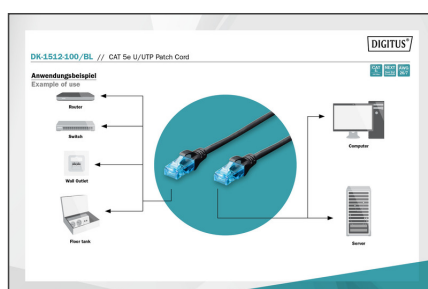 DIGITUS®
DK-1512-100/BL // CAT 5e U/UTP Patch Cord
Anwendungsbeispiel
Example of use
Router
Switch
Wall Outlet
Floor tank
Computer
Server